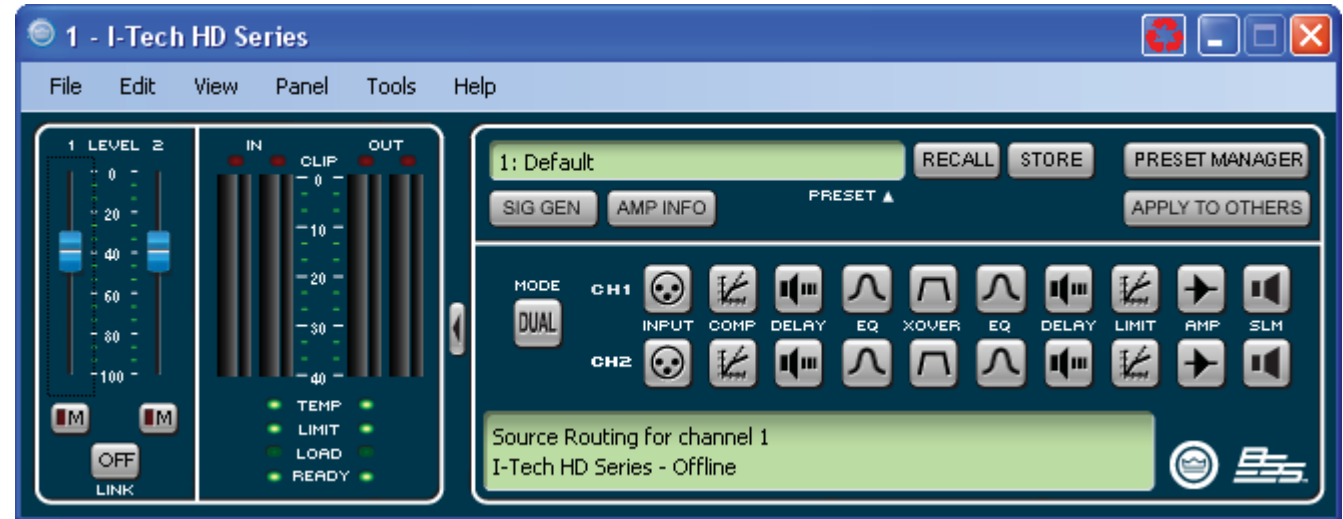 1 - I-Tech HD Series
File Edit View Panel Tools Help
1 LEVEL 2
0
20
40
60
80
100
M M
OFF
LINK
IN OUT
CLIP
0
10
20
30
40
TEMP
LIMIT
LOAD
READY
1: Default
RECALL STORE PRESET MANAGER
PRESET ▲
SIG GEN AMP INFO APPLY TO OTHERS
MODE
DUAL
CH1
INPUT COMP DELAY EQ XOVER EQ DELAY LIMIT AMP SLM
CH2
Source Routing for channel 1
I-Tech HD Series - Offline
BSS